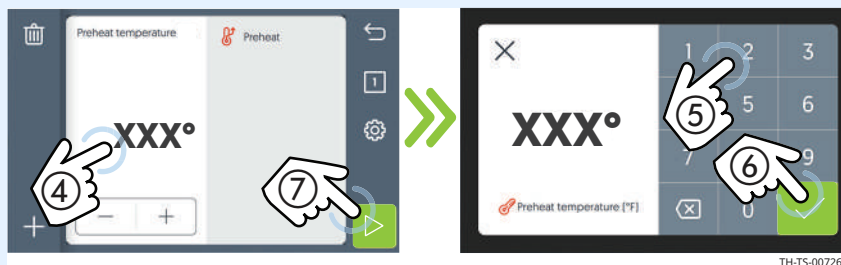 Preheat temperature
Preheat
1
XXX°
4
7
XXX°
Preheat temperature [°F]
1 2 3
5 6
7 9
0
5
6
TH-TS-00726